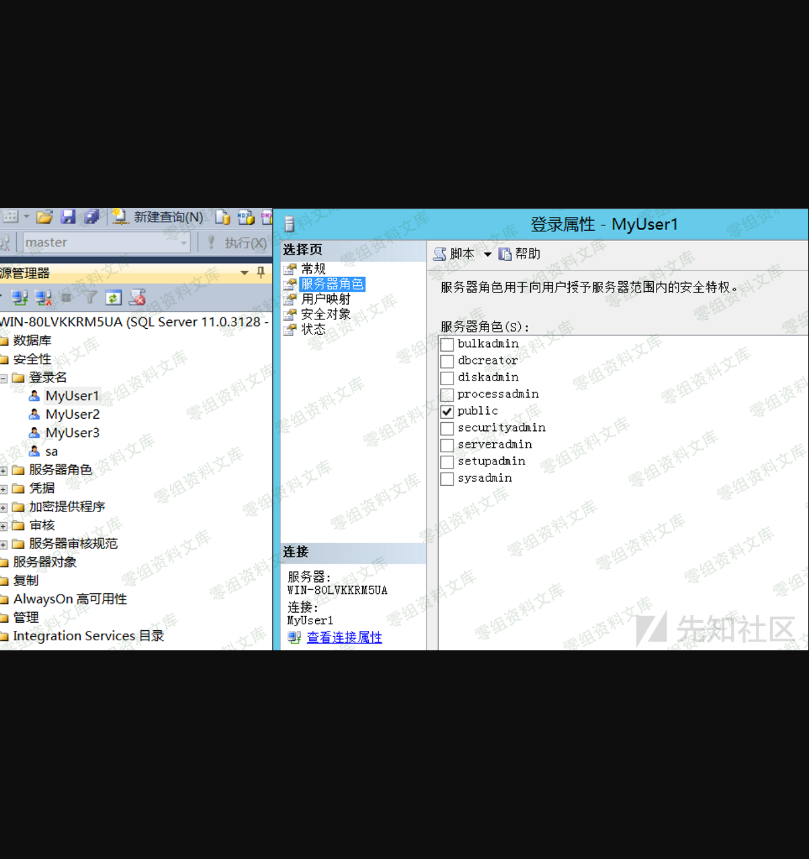 新建查询(N)
master
执行(X)
源管理器
WIN-80LVKKRM5UA (SQL Server 11.0.3128 -
数据库
安全性
登录名
MyUser1
MyUser2
MyUser3
sa
服务器角色
凭据
加密提供程序
审核
服务器审核规范
服务器对象
复制
AlwaysOn 高可用性
管理
Integration Services 目录
登录属性 - MyUser1
选择页
常规
服务器角色
用户映射
安全对象
状态
连接
服务器:
WIN-80LVKKRM5UA
连接:
MyUser1
查看连接属性
脚本 帮助
服务器角色用于向用户授予服务器范围内的安全特权。
服务器角色(S):
bulkadmin
dbcreator
diskadmin
processadmin
public
securityadmin
serveradmin
setupadmin
sysadmin
零组资料文库
先知社区